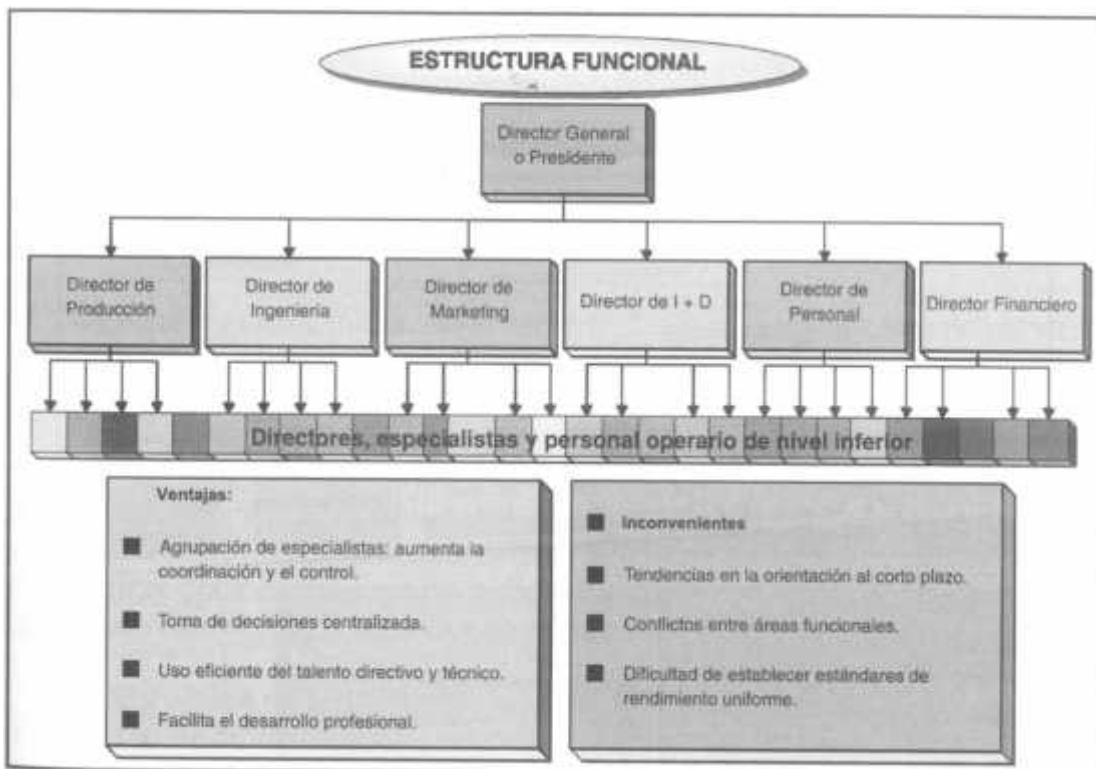 ESTRUCTURA FUNCIONAL
Director General
o Presidente
Director de
Producción
Director de
Ingeniería
Director de
Marketing
Director de I + D
Director de
Personal
Director Financiero
Directores, especialistas y personal operario de nivel inferior
Ventajas:
Agrupación de especialistas: aumenta la
coordinación y el control.
Toma de decisiones centralizada.
Uso eficiente del talento directivo y técnico.
Facilita el desarrollo profesional.
Inconvenientes
Tendencias en la orientación al corto plazo.
Conflictos entre áreas funcionales.
Dificultad de establecer estándares de
rendimiento uniforme.